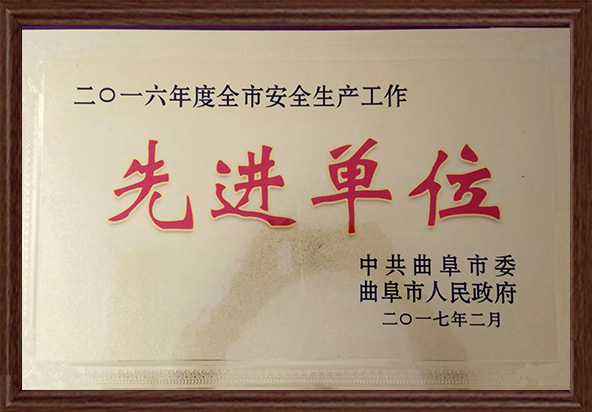 二〇一六年度全市安全生产工作
先进单位
中共曲阜市委
曲阜市人民政府
二〇一七年二月